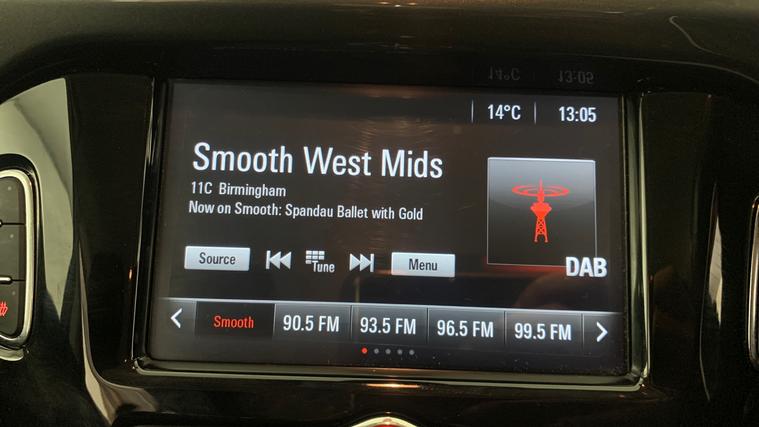 14°C 13:05
Smooth West Mids
11C Birmingham
Now on Smooth: Spandau Ballet with Gold
DAB
Source Tune Menu
Smooth 90.5 FM 93.5 FM 96.5 FM 99.5 FM